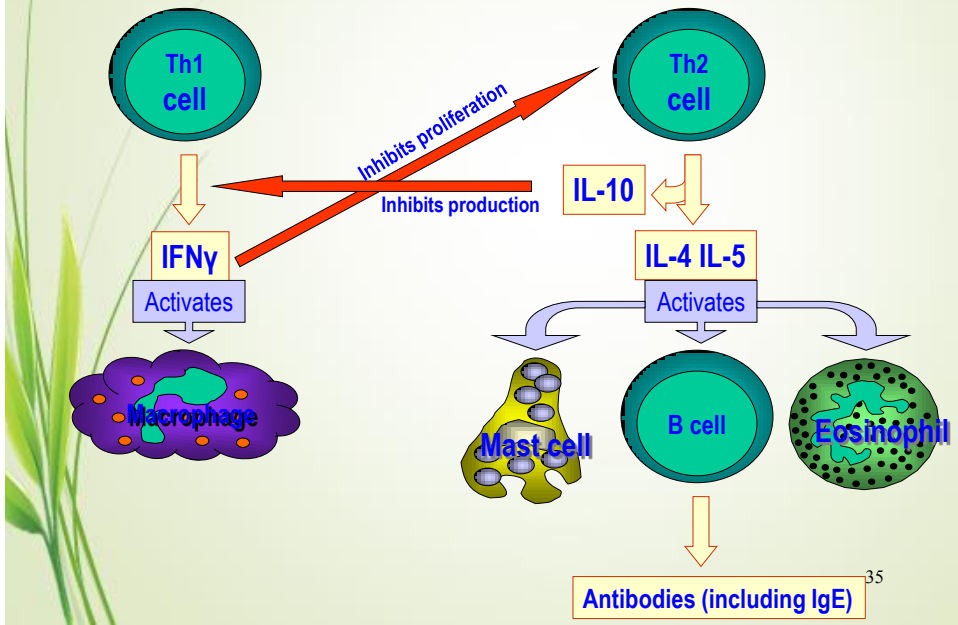 Th1
cell
Th2
cell
Inhibits proliferation
IL-10
Inhibits production
IFNγ
IL-4 IL-5
Activates
Activates
Macrophage
Mast cell
B cell
Eosinophil
35
Antibodies (including IgE)